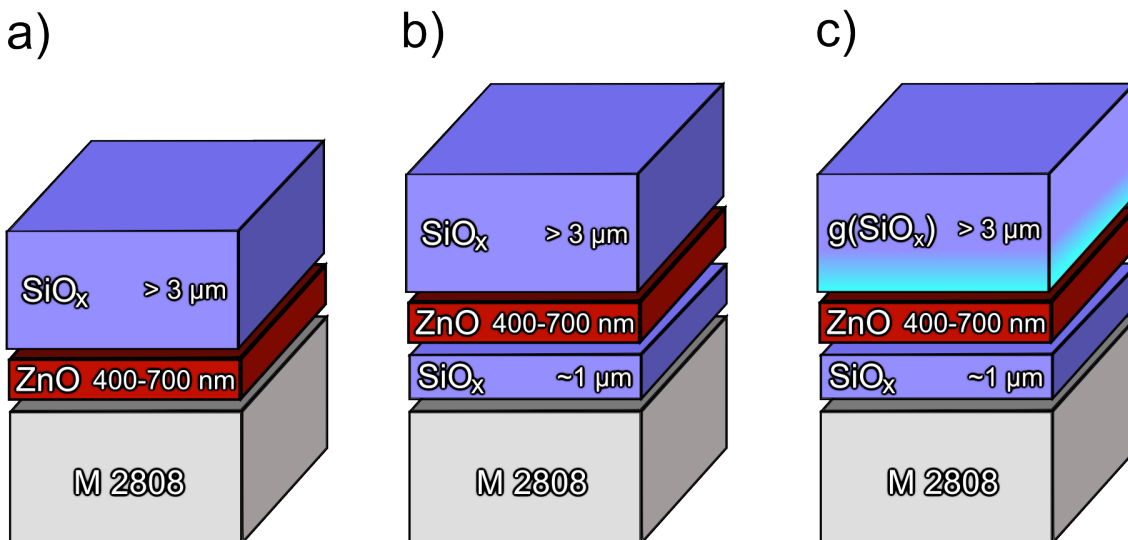 a)
SiOₓ > 3 µm
ZnO 400-700 nm
M 2808
b)
SiOₓ > 3 µm
ZnO 400-700 nm
SiOₓ ~1 µm
M 2808
c)
g(SiOₓ) > 3 µm
ZnO 400-700 nm
SiOₓ ~1 µm
M 2808